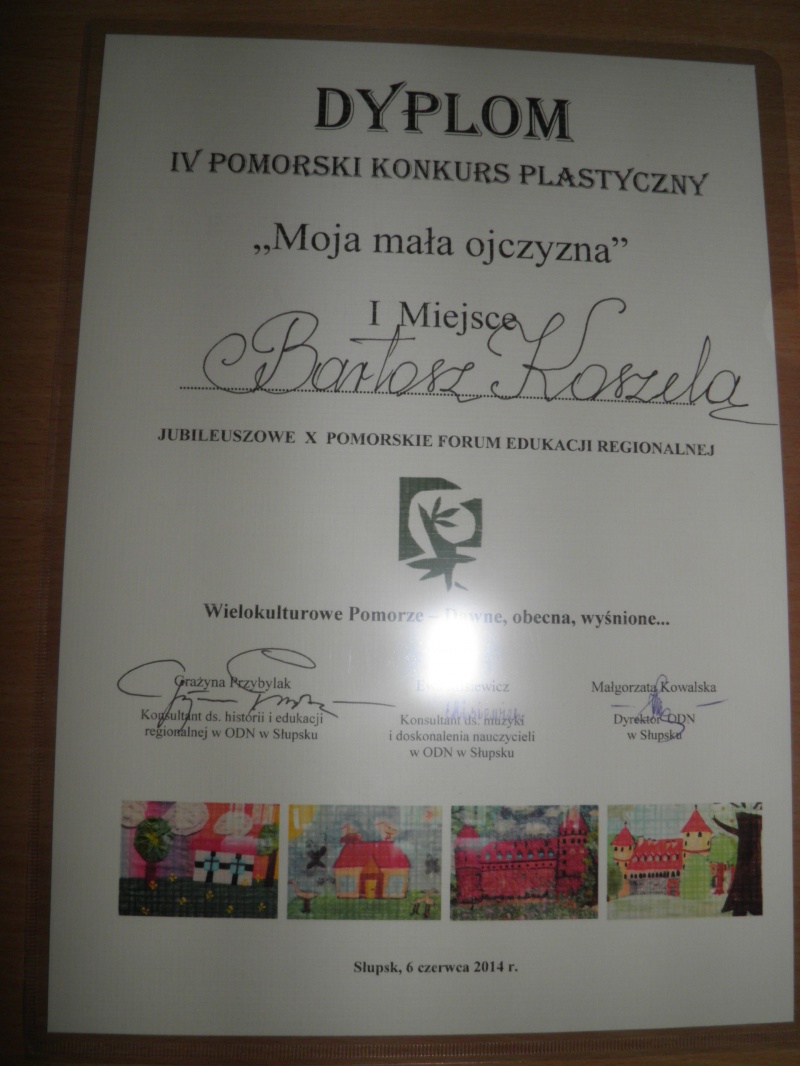 DYPLOM
IV POMORSKI KONKURS PLASTYCZNY
„Moja mała ojczyzna”
I Miejsce
Bartosz Koszela
JUBILEUSZOWE X POMORSKIE FORUM EDUKACJI REGIONALNEJ
Wielokulturowe Pomorze – Dawne, obecna, wyśnione...
Grażyna Przybylak
Konsultant ds. historii i edukacji
regionalnej w ODN w Słupsku
Konsultant ds. muzyki
i doskonalenia nauczycieli
w ODN w Słupsku
Małgorzata Kowalska
Dyrektor ODN
w Słupsku
Słupsk, 6 czerwca 2014 r.